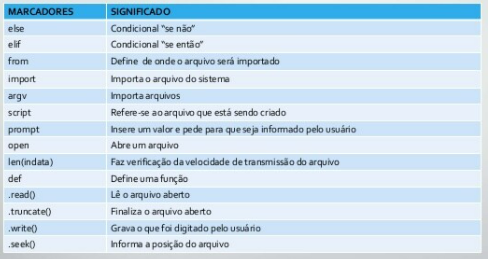 MARCADORES SIGNIFICADO
else Condicional “se não”
elif Condicional “se então”
from Define de onde o arquivo será importado
import Importa o arquivo do sistema
argv Importa arquivos
script Refere-se ao arquivo que está sendo criado
prompt Insere um valor e pede para que seja informado pelo usuário
open Abre um arquivo
len(indata) Faz verificação da velocidade de transmissão do arquivo
def Define uma função
.read() Lê o arquivo aberto
.truncate() Finaliza o arquivo aberto
.write() Grava o que foi digitado pelo usuário
.seek() Informa a posição do arquivo